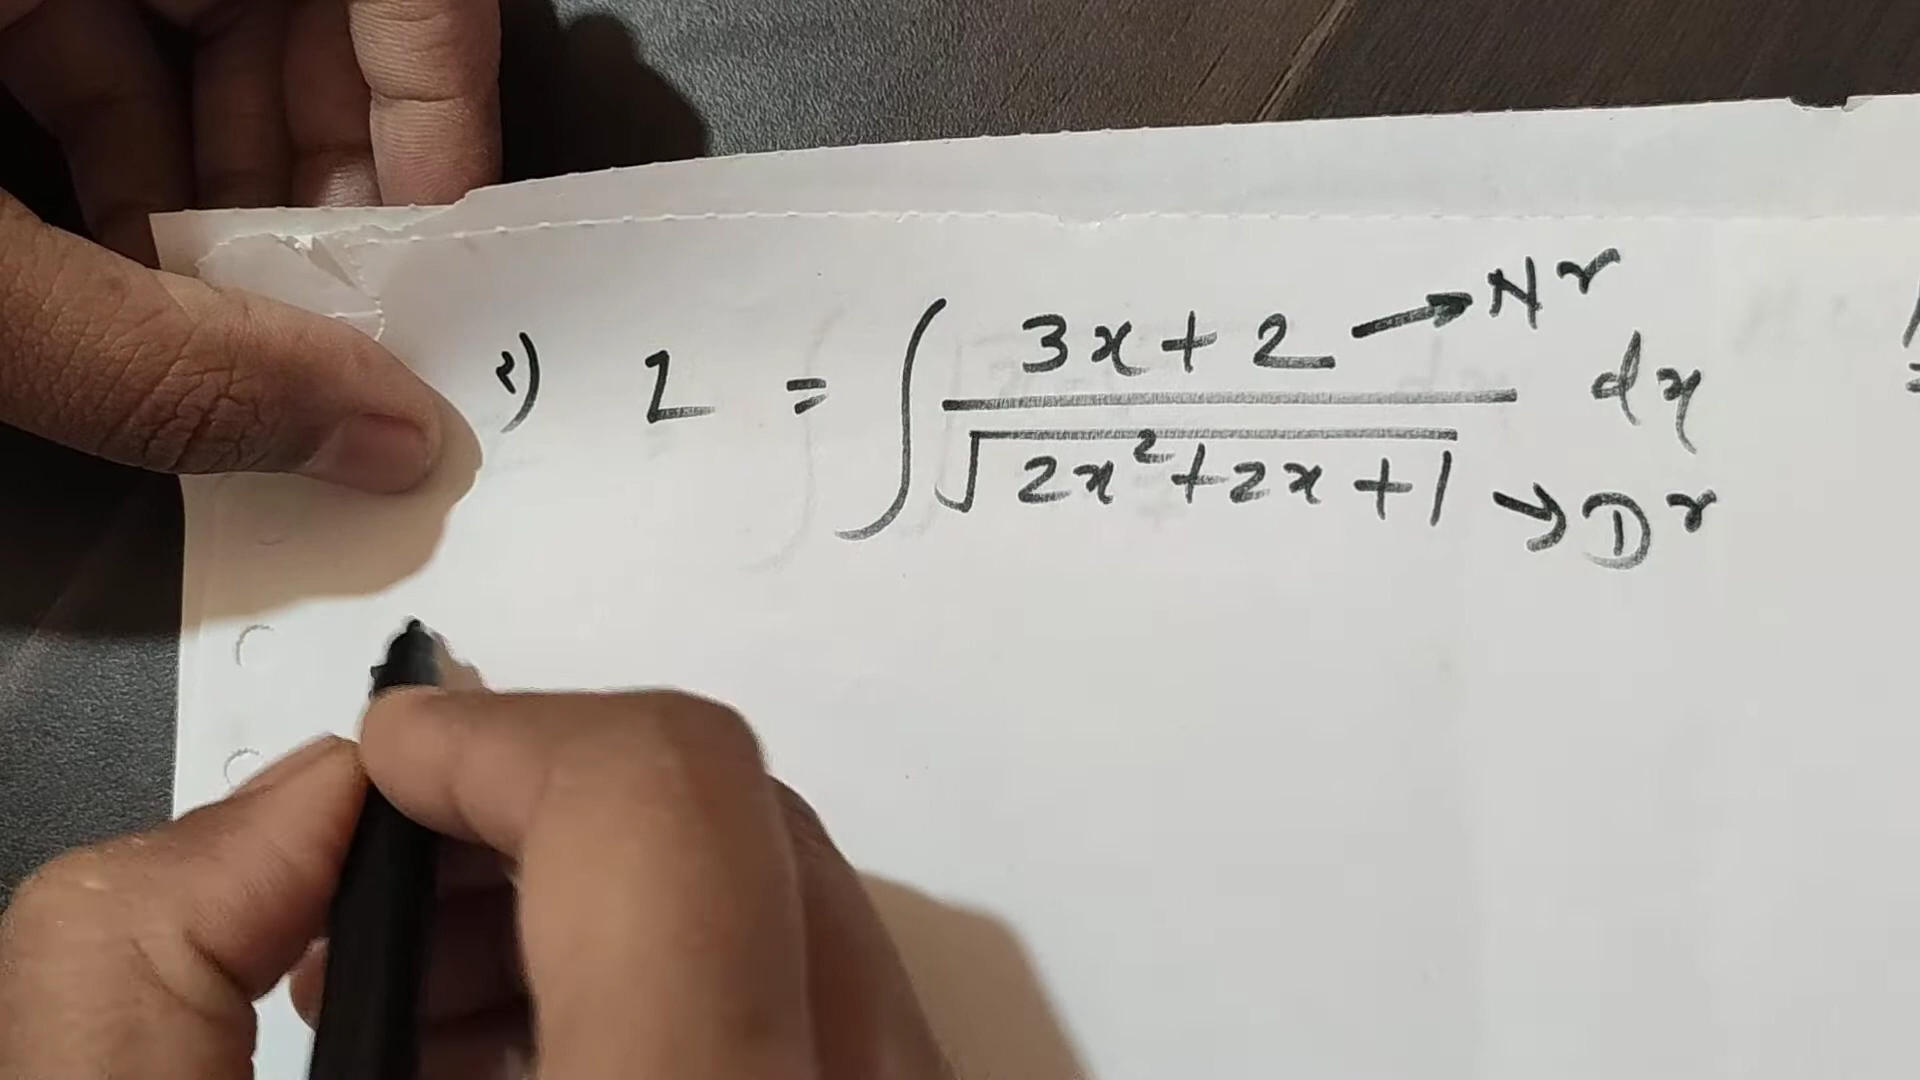 1) I = ∫ (3x+2)/√(2x²+2x+1) dx
→ Nʳ
→ Dʳ